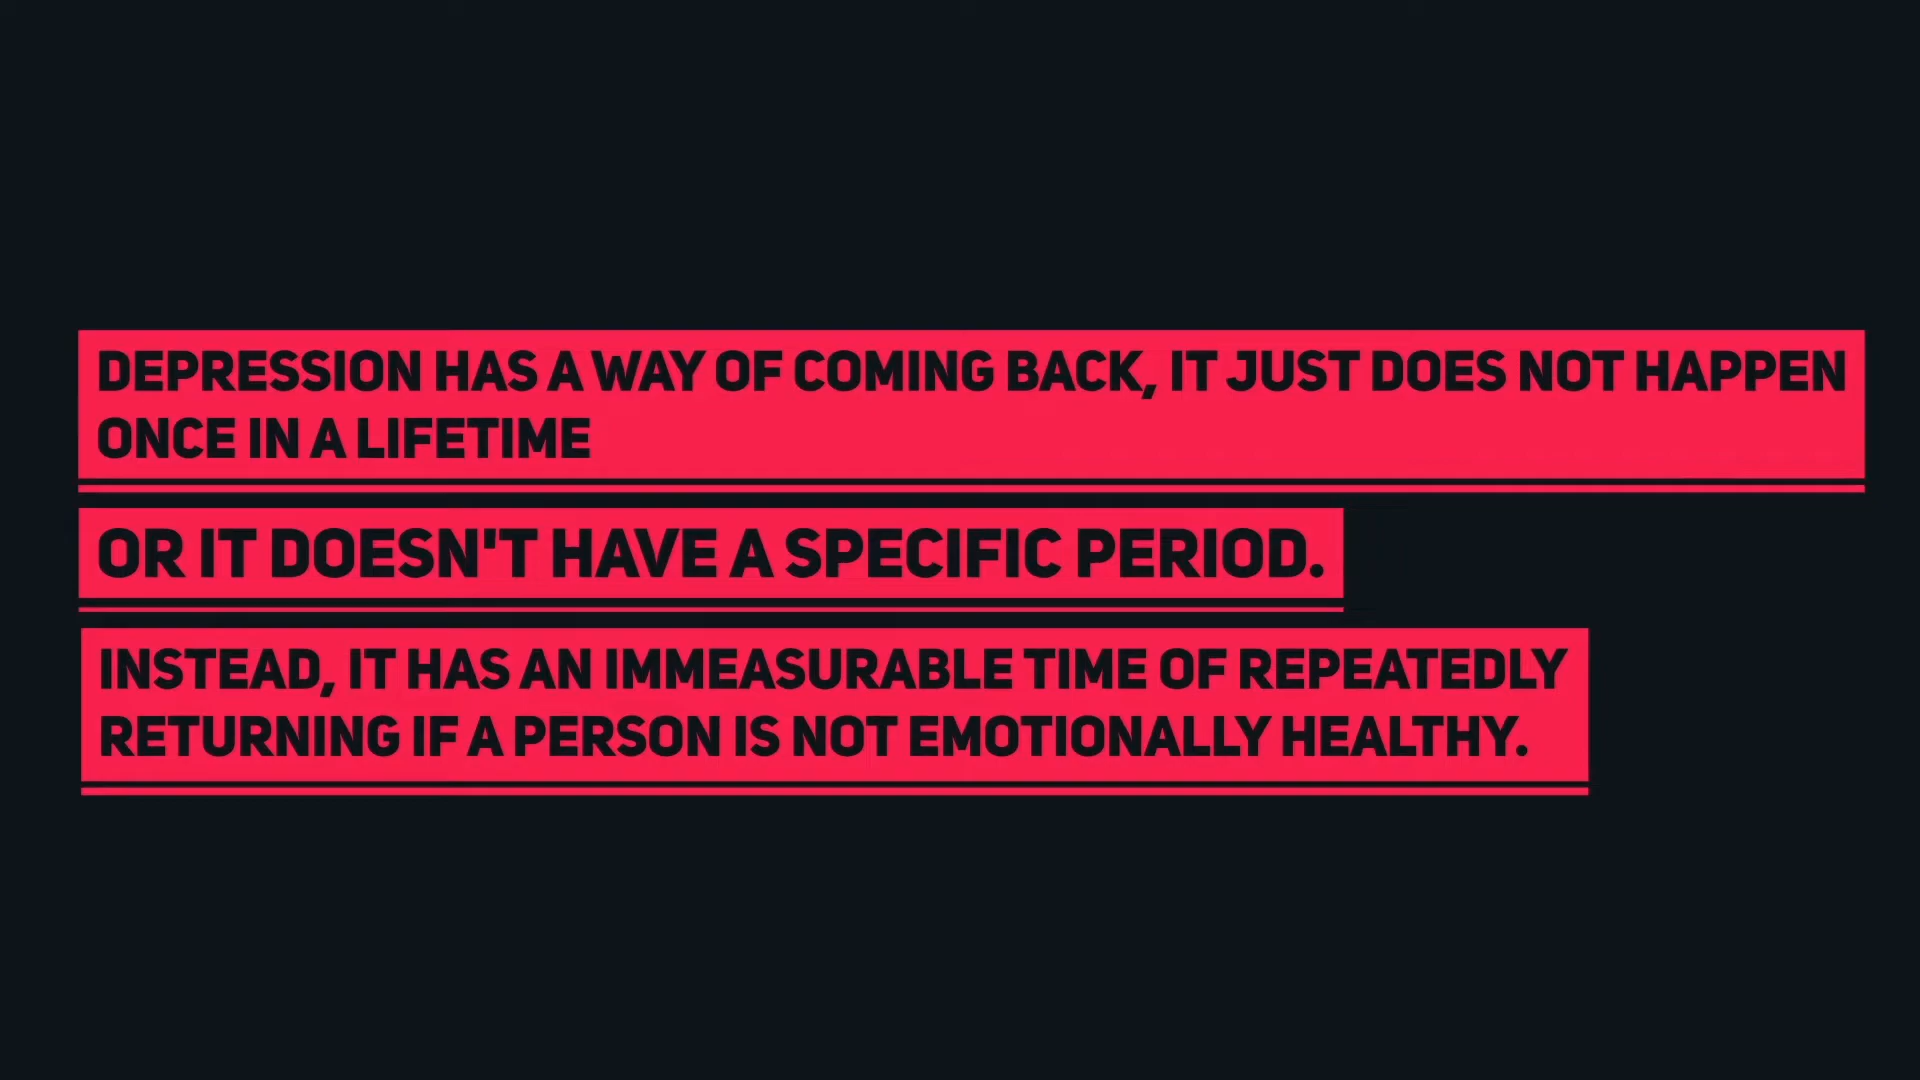 DEPRESSION HAS A WAY OF COMING BACK, IT JUST DOES NOT HAPPEN
ONCE IN A LIFETIME
OR IT DOESN'T HAVE A SPECIFIC PERIOD.
INSTEAD, IT HAS AN IMMEASURABLE TIME OF REPEATEDLY
RETURNING IF A PERSON IS NOT EMOTIONALLY HEALTHY.